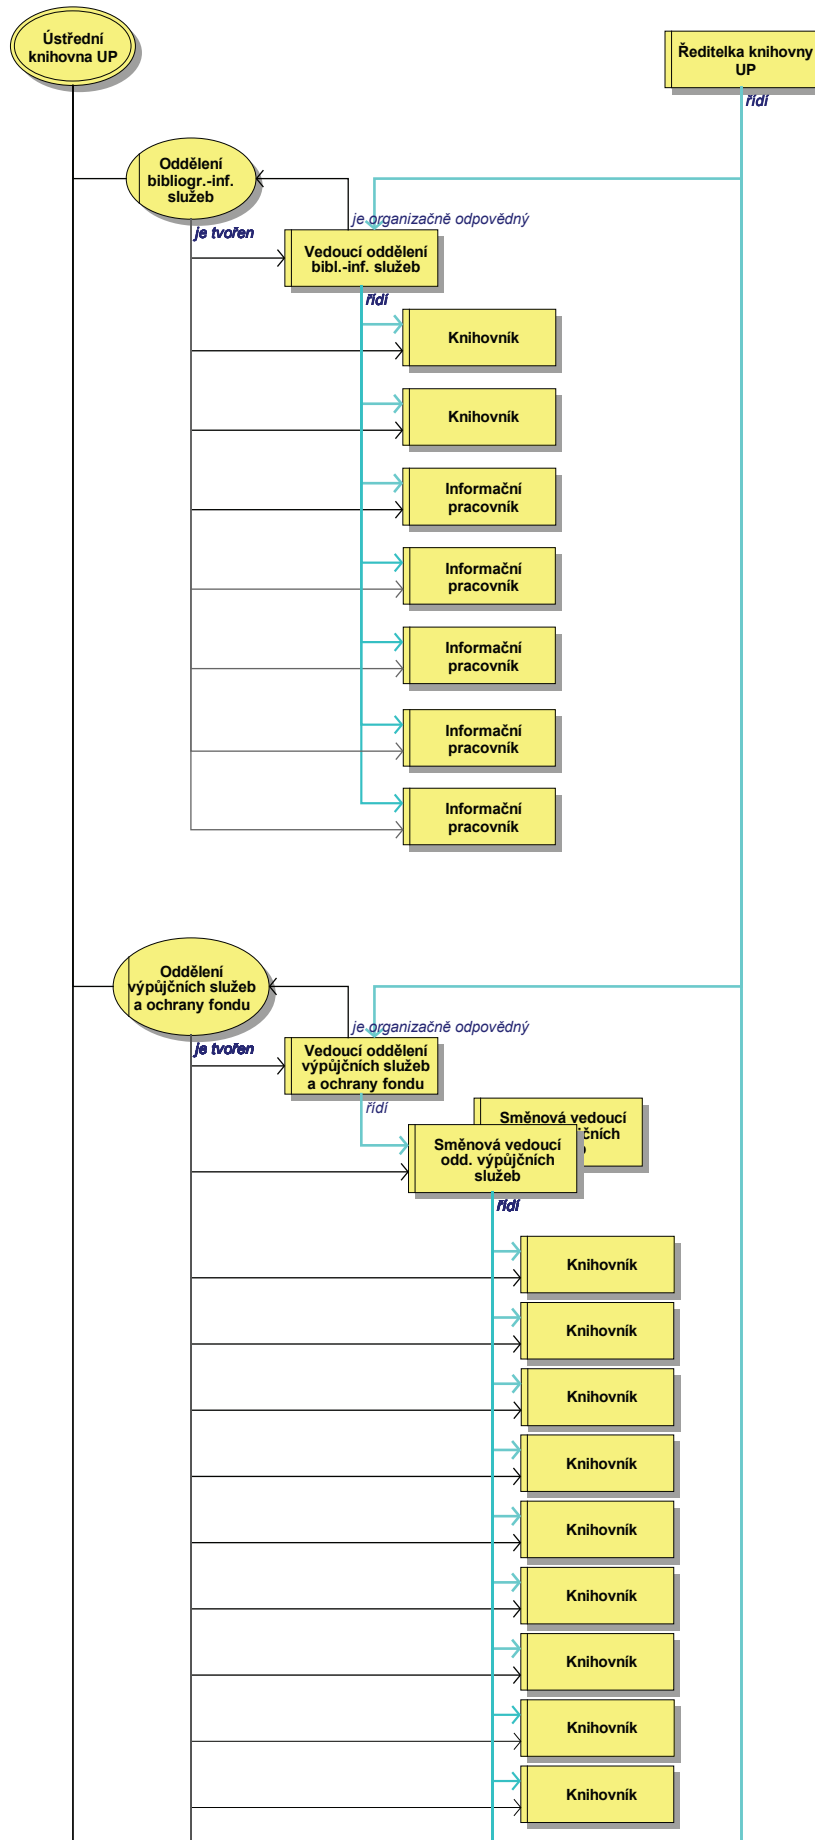 Ústřední
knihovna UP
Ředitelka knihovny
UP
řídí
Oddělení
bibliogr.-inf.
služeb
je tvořen
je organizačně odpovědný
Vedoucí oddělení
bibl.-inf. služeb
řídí
Knihovník
Knihovník
Informační
pracovník
Informační
pracovník
Informační
pracovník
Informační
pracovník
Informační
pracovník
Oddělení
výpůjčních služeb
a ochrany fondu
je tvořen
je organizačně odpovědný
Vedoucí oddělení
výpůjčních služeb
a ochrany fondu
řídí
Směnová vedoucí
Směnová vedoucí
odd. výpůjčních
služeb
řídí
Knihovník
Knihovník
Knihovník
Knihovník
Knihovník
Knihovník
Knihovník
Knihovník
Knihovník